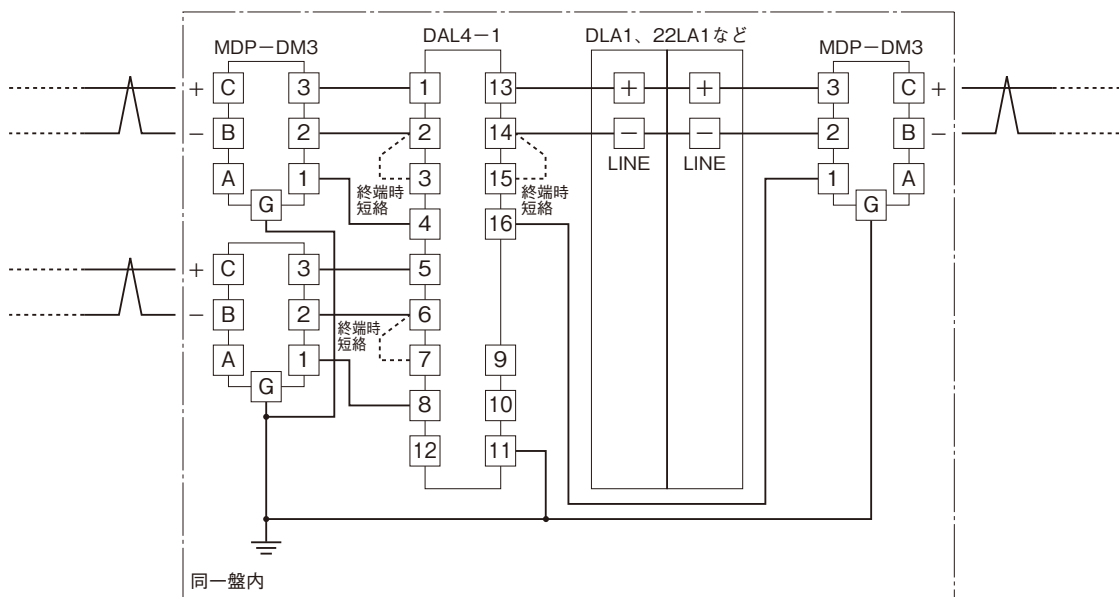 DAL4−1
DLA1、22LA1など
MDP−DM3
MDP−DM3
+ C 3 1 13 + + 3 C +
− B 2 2 14 − − 2 B −
LINE LINE
A 1 3 15 1 A
終端時
短絡
終端時
短絡
G 4 16 G
+ C 3 5
− B 2 6
終端時
短絡
A 1 7 9
G
8 10
12 11
同一盤内